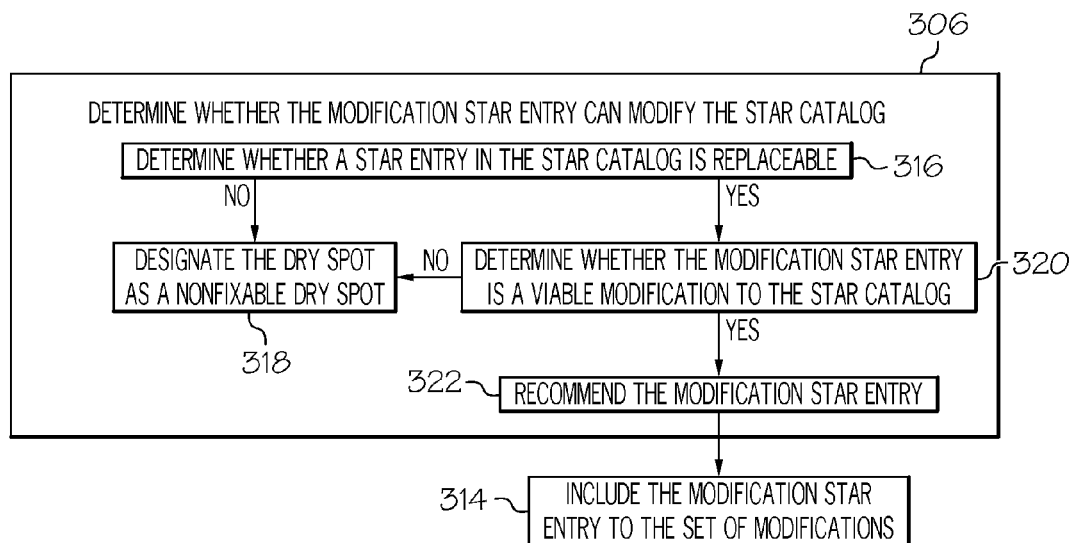 306
DETERMINE WHETHER THE MODIFICATION STAR ENTRY CAN MODIFY THE STAR CATALOG
DETERMINE WHETHER A STAR ENTRY IN THE STAR CATALOG IS REPLACEABLE
316
NO
YES
DESIGNATE THE DRY SPOT
AS A NONFIXABLE DRY SPOT
318
NO
DETERMINE WHETHER THE MODIFICATION STAR ENTRY
IS A VIABLE MODIFICATION TO THE STAR CATALOG
320
YES
322
RECOMMEND THE MODIFICATION STAR ENTRY
314
INCLUDE THE MODIFICATION STAR
ENTRY TO THE SET OF MODIFICATIONS